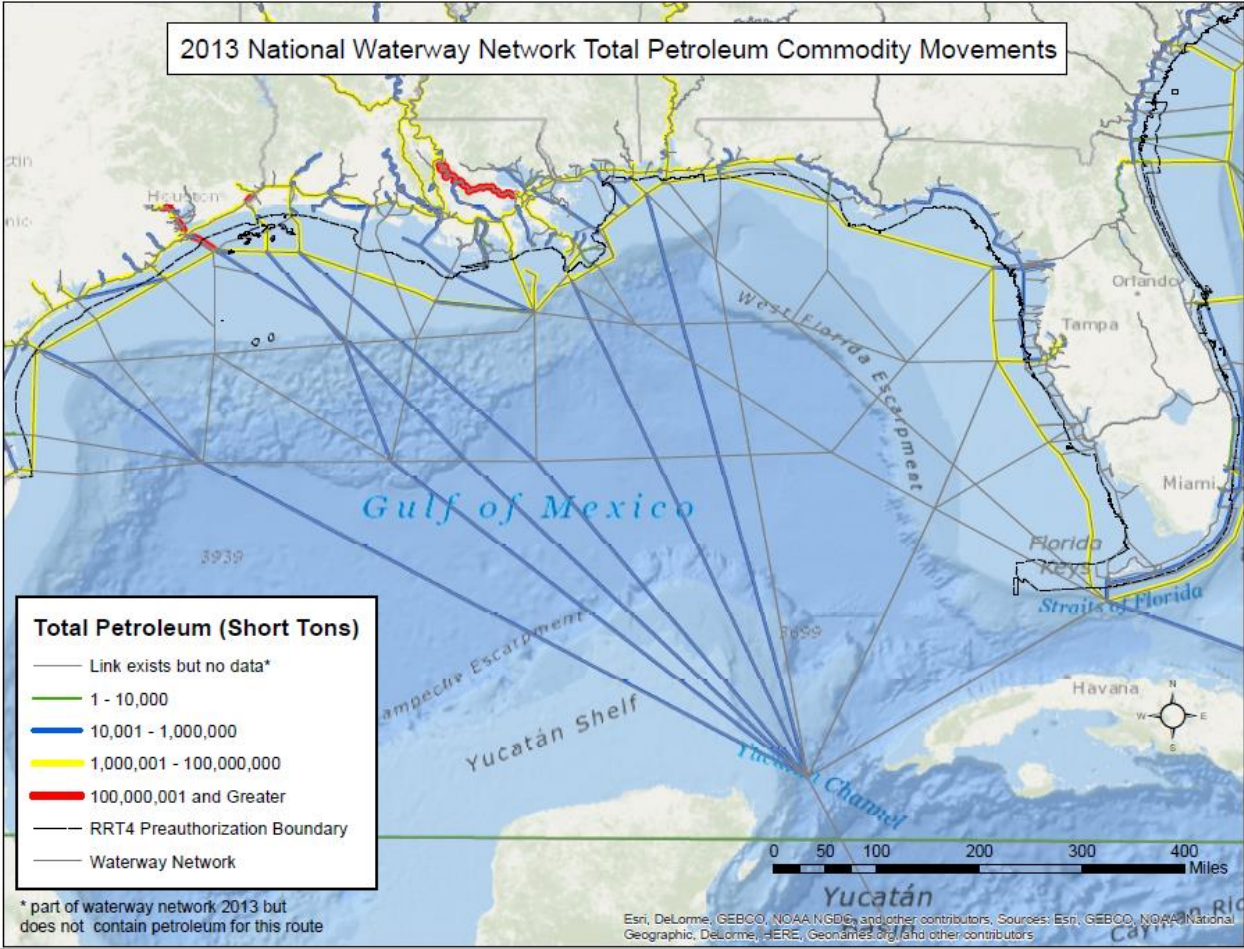 2013 National Waterway Network Total Petroleum Commodity Movements
Houston
Orlando
West Florida Escarpment
Tampa
Gulf of Mexico
Miami
3939
Florida
Keys
Straits of Florida
Total Petroleum (Short Tons)
Link exists but no data*
1 - 10,000
10,001 - 1,000,000
1,000,001 - 100,000,000
100,000,001 and Greater
RRT4 Preauthorization Boundary
Waterway Network
ampeche Escarpment
3699
Havana
N
W E
S
Yucatán Shelf
Yucatán Channel
0 50 100 200 300 400
Miles
Yucatán
Basin
* part of waterway network 2013 but
does not contain petroleum for this route
Esri, DeLorme, GEBCO, NOAA NGDC, and other contributors, Sources: Esri, GEBCO, NOAA, National
Geographic, DeLorme, HERE, Geonames.org, and other contributors